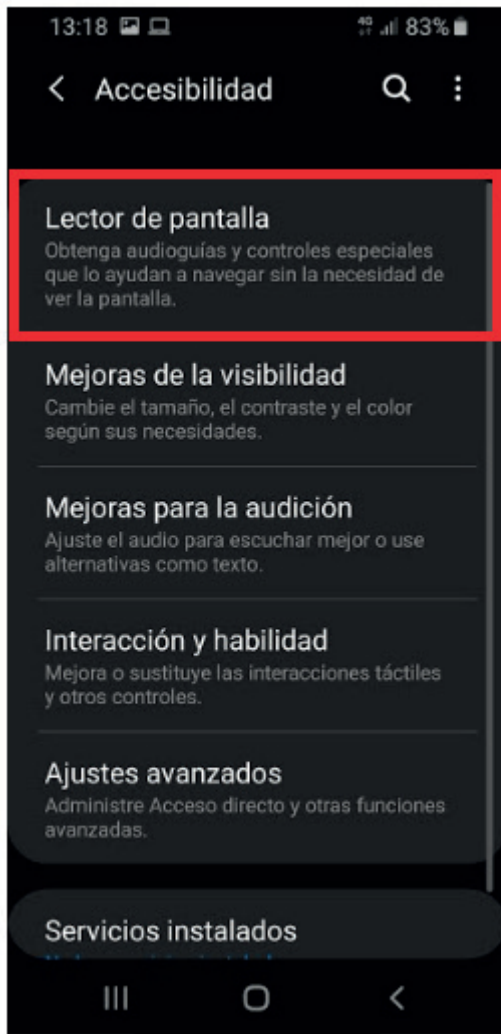 13:18 4G 83%
Accesibilidad
Lector de pantalla
Obtenga audioguías y controles especiales
que lo ayudan a navegar sin la necesidad de
ver la pantalla.
Mejoras de la visibilidad
Cambie el tamaño, el contraste y el color
según sus necesidades.
Mejoras para la audición
Ajuste el audio para escuchar mejor o use
alternativas como texto.
Interacción y habilidad
Mejora o sustituye las interacciones táctiles
y otros controles.
Ajustes avanzados
Administre Acceso directo y otras funciones
avanzadas.
Servicios instalados